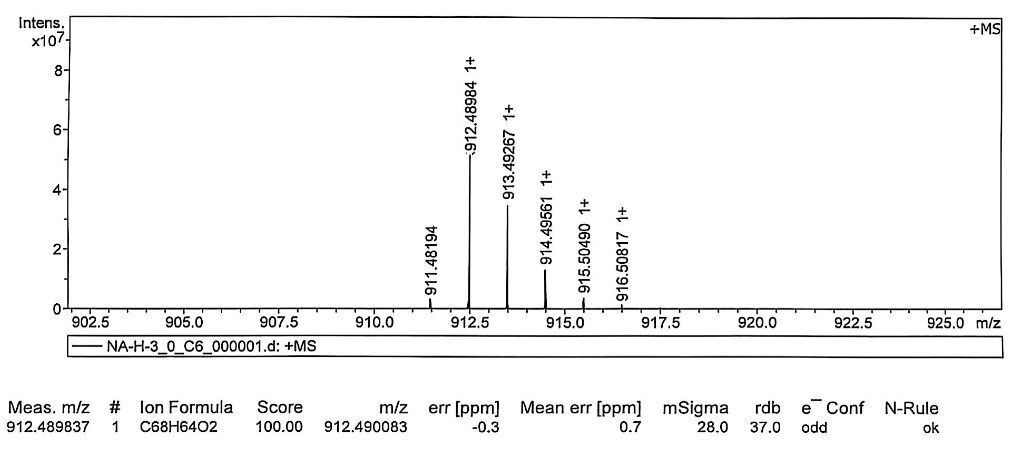 Intens.
x10⁷
+MS
8
6
4
2
0
911.48194
912.48984 1+
913.49267 1+
914.49561 1+
915.50490 1+
916.50817 1+
902.5 905.0 907.5 910.0 912.5 915.0 917.5 920.0 922.5 925.0 m/z
NA-H-3_0_C6_000001.d: +MS
Meas. m/z # Ion Formula Score m/z err [ppm] Mean err [ppm] mSigma rdb e⁻ Conf N-Rule
912.489837 1 C68H64O2 100.00 912.490083 -0.3 0.7 28.0 37.0 odd ok